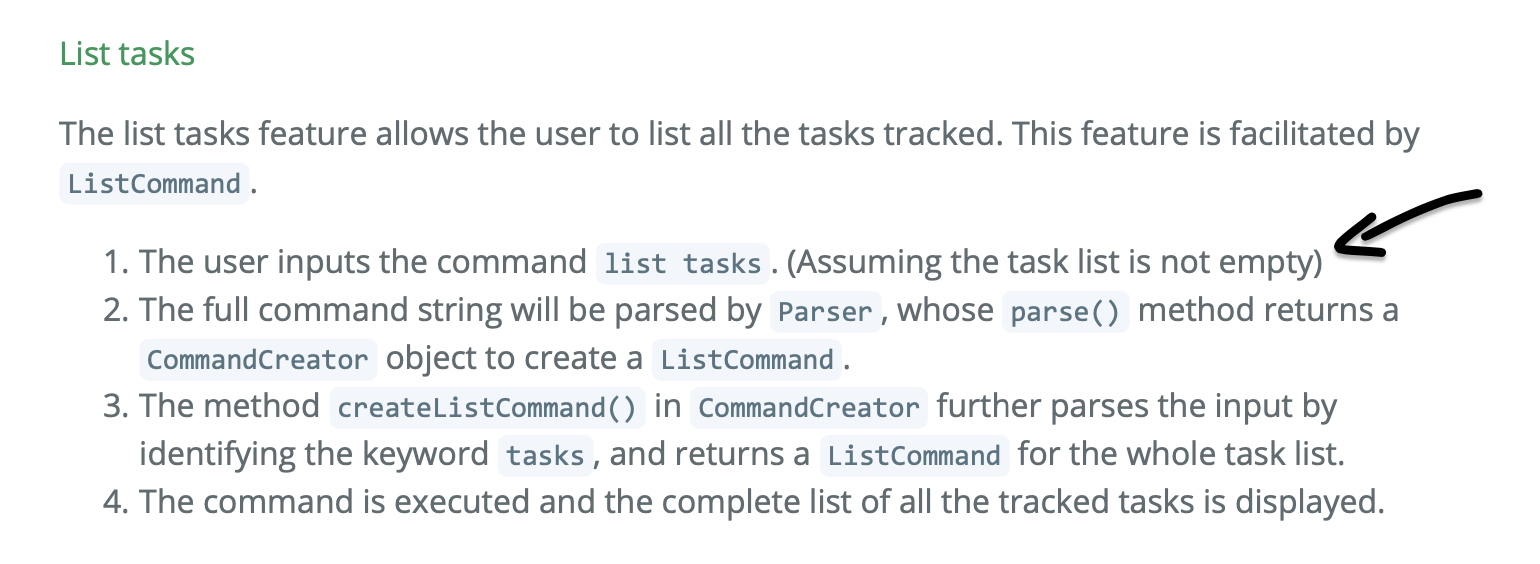 List tasks
The list tasks feature allows the user to list all the tasks tracked. This feature is facilitated by
ListCommand.
1. The user inputs the command list tasks. (Assuming the task list is not empty)
2. The full command string will be parsed by Parser, whose parse() method returns a
CommandCreator object to create a ListCommand.
3. The method createListCommand() in CommandCreator further parses the input by
identifying the keyword tasks, and returns a ListCommand for the whole task list.
4. The command is executed and the complete list of all the tracked tasks is displayed.